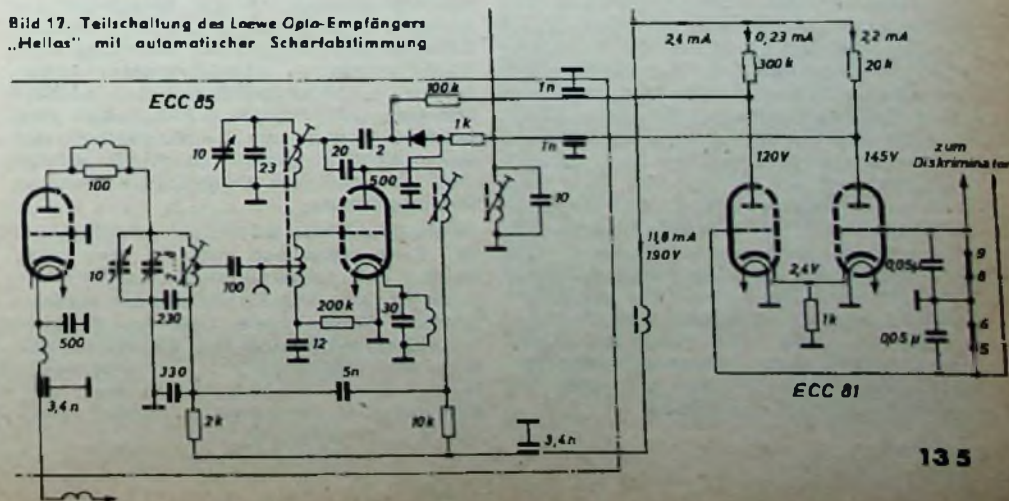 Bild 17. Teilschaltung des Loewe Opta-Empfängers
„Hellas" mit automatischer Scharfabstimmung
ECC 85
100
10
23
20
2
100k
1n
1k
1n
500
10
2,4 mA
0,23 mA
300k
2,2 mA
20k
120V
145V
zum
Diskriminator
11,8 mA
190V
2,4V
1k
0,05µ
0,05 µ
9
8
6
5
ECC 81
10
230
100
500
3,4 n
330
2k
12
200k
30
5n
10k
3,4n
135